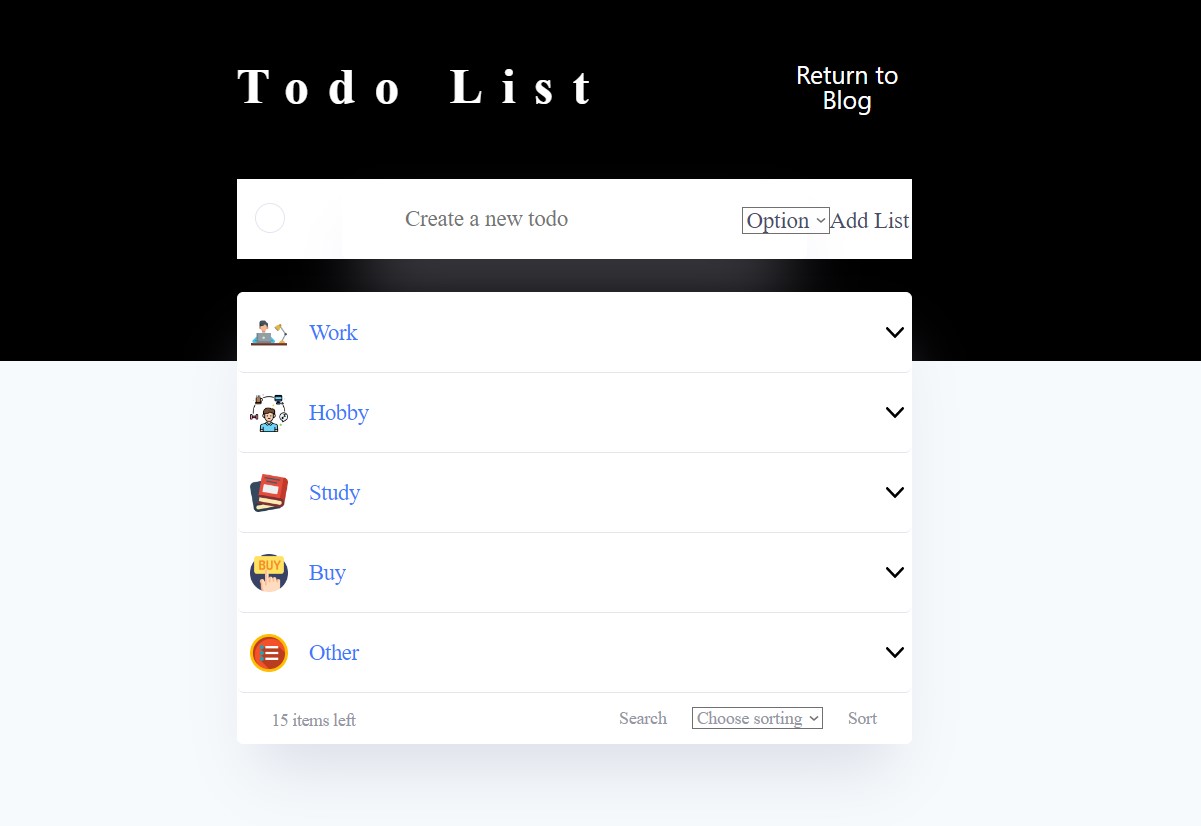 Todo List
Return to
Blog
Create a new todo
Option
Add List
Work
Hobby
Study
BUY
Buy
Other
15 items left
Search
Choose sorting
Sort